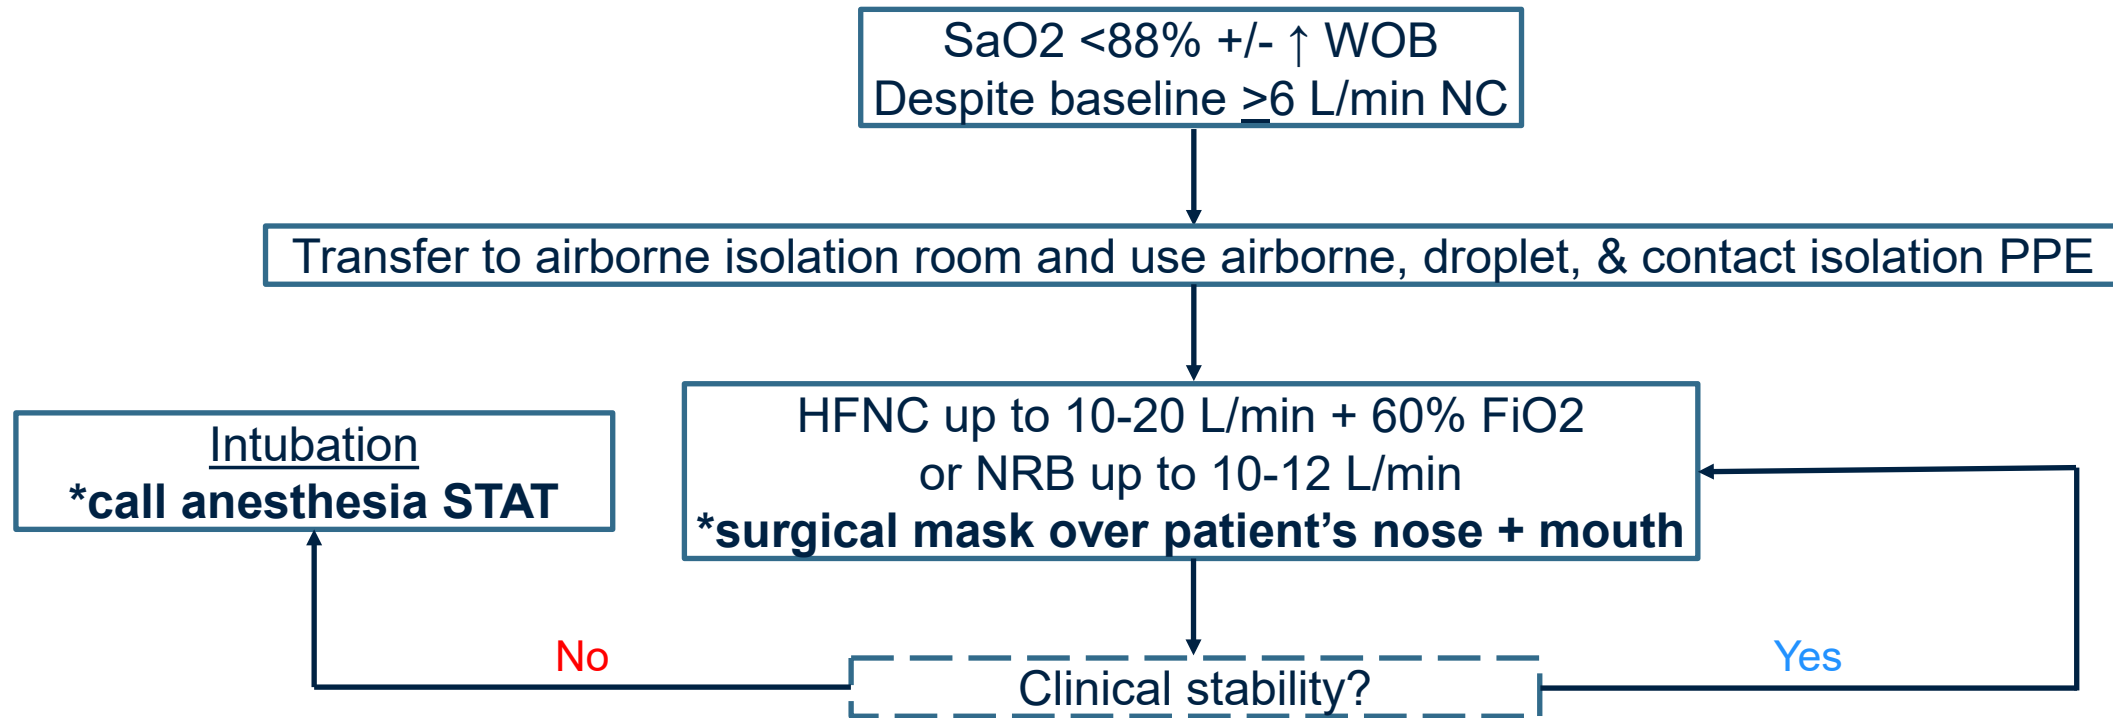 SaO2 <88% +/- ↑ WOB
Despite baseline >6 L/min NC
Transfer to airborne isolation room and use airborne, droplet, & contact isolation PPE
HFNC up to 10-20 L/min + 60% FiO2
or NRB up to 10-12 L/min
*surgical mask over patient’s nose + mouth
Intubation
*call anesthesia STAT
No
Yes
Clinical stability?